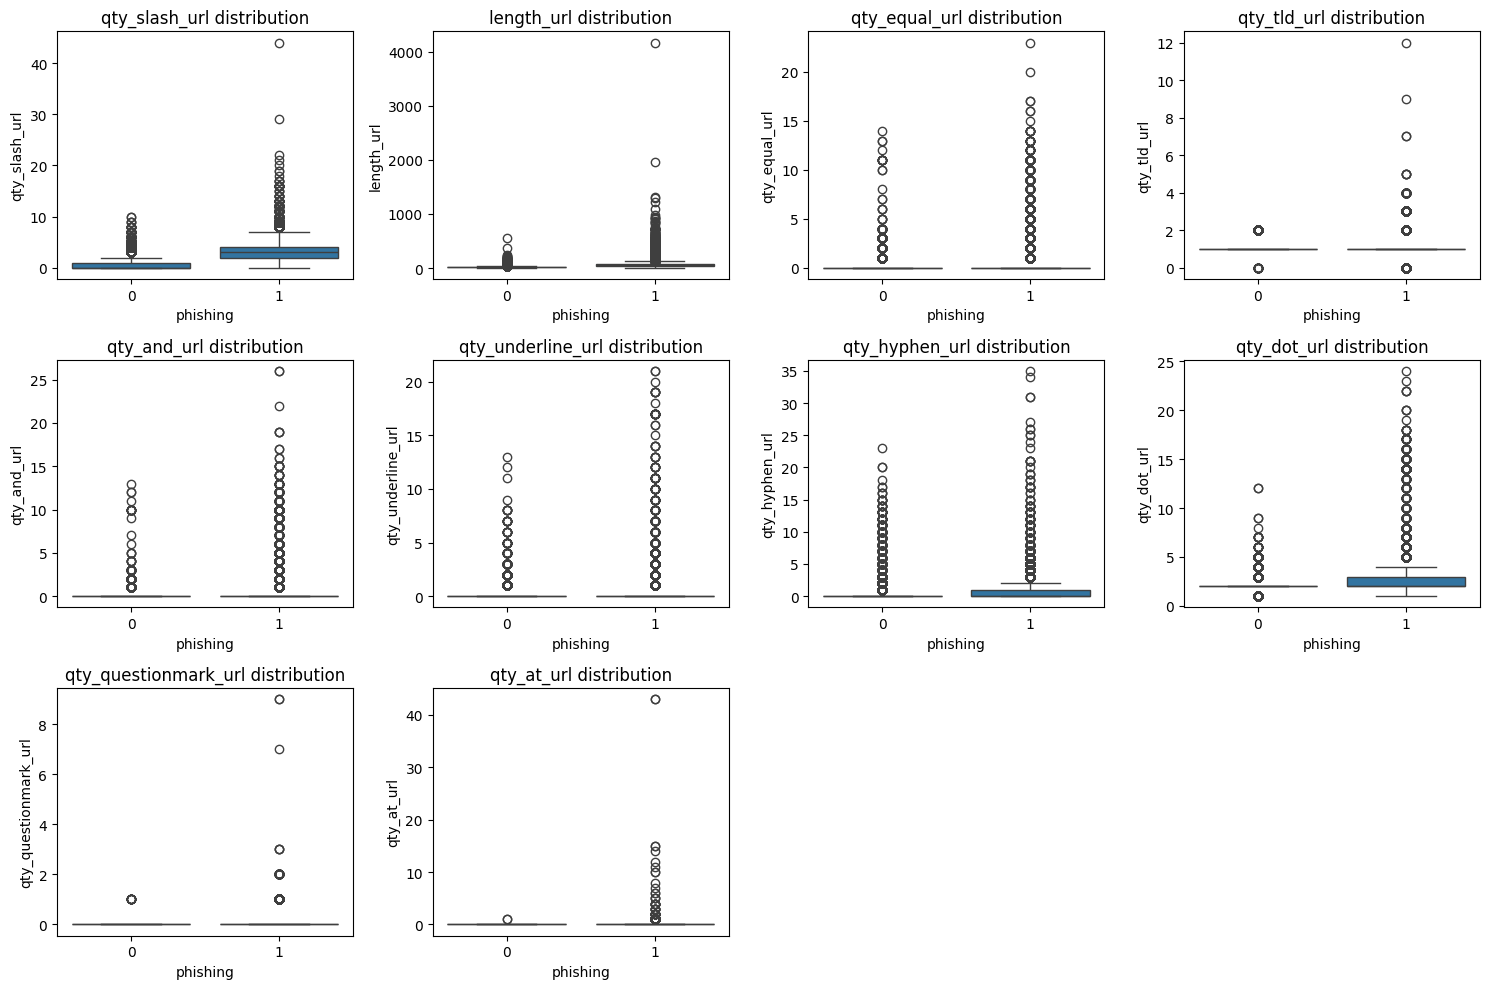 qty_slash_url distribution
qty_slash_url
40
30
20
10
0
0 1
phishing
length_url distribution
length_url
4000
3000
2000
1000
0
0 1
phishing
qty_equal_url distribution
qty_equal_url
20
15
10
5
0
0 1
phishing
qty_tld_url distribution
qty_tld_url
12
10
8
6
4
2
0
0 1
phishing
qty_and_url distribution
qty_and_url
25
20
15
10
5
0
0 1
phishing
qty_underline_url distribution
qty_underline_url
20
15
10
5
0
0 1
phishing
qty_hyphen_url distribution
qty_hyphen_url
35
30
25
20
15
10
5
0
0 1
phishing
qty_dot_url distribution
qty_dot_url
25
20
15
10
5
0
0 1
phishing
qty_questionmark_url distribution
qty_questionmark_url
8
6
4
2
0
0 1
phishing
qty_at_url distribution
qty_at_url
40
30
20
10
0
0 1
phishing